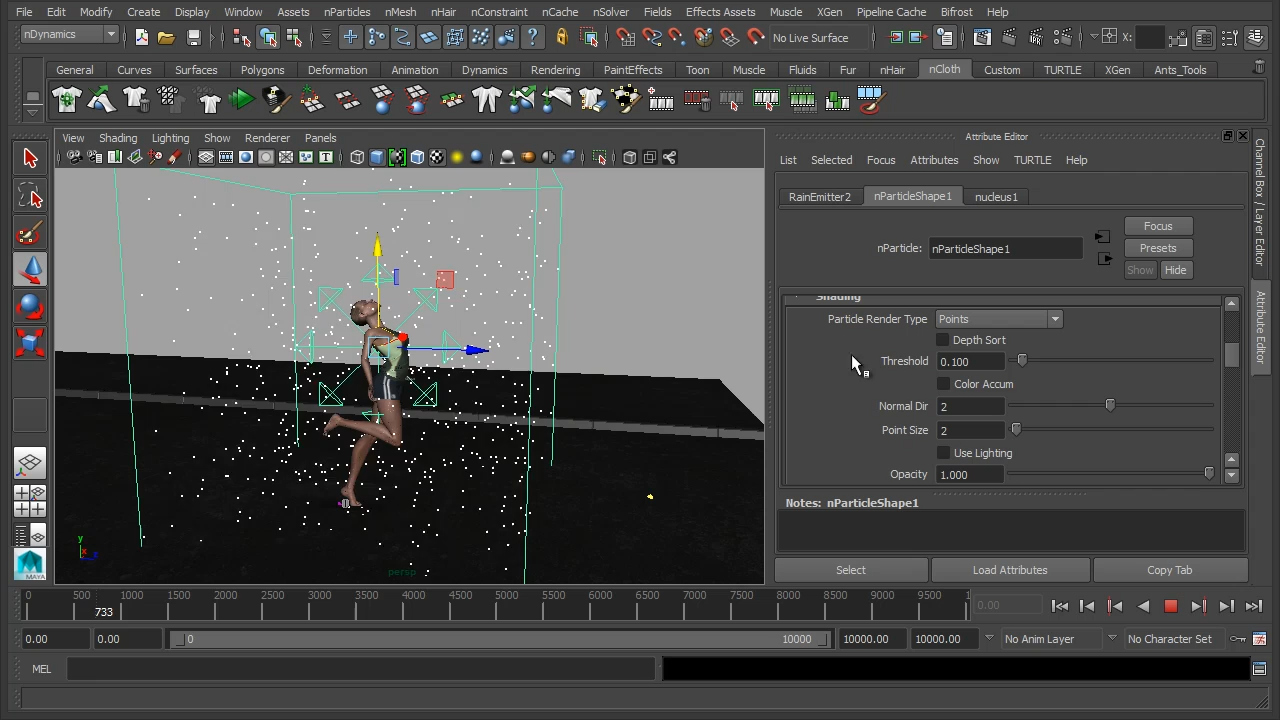 File Edit Modify Create Display Window Assets nParticles nMesh nHair nConstraint nCache nSolver Fields Effects Assets Muscle XGen Pipeline Cache Bifrost Help
nDynamics No Live Surface X:
General Curves Surfaces Polygons Deformation Animation Dynamics Rendering PaintEffects Toon Muscle Fluids Fur nHair nCloth Custom TURTLE XGen Ants_Tools
View Shading Lighting Show Renderer Panels
Attribute Editor
List Selected Focus Attributes Show TURTLE Help
RainEmitter2 nParticleShape1 nucleus1
nParticle: nParticleShape1
Focus
Presets
Show Hide
Shading
Particle Render Type Points
Depth Sort
Threshold 0.100
Color Accum
Normal Dir 2
Point Size 2
Use Lighting
Opacity 1.000
Notes: nParticleShape1
Select Load Attributes Copy Tab
Channel Box / Layer Editor
Attribute Editor
y
x
z
persp
MAYA
0 500 1000 1500 2000 2500 3000 3500 4000 4500 5000 5500 6000 6500 7000 7500 8000 8500 9000 9500
733
0.00
0.00 0.00 0 10000 10000.00 10000.00 No Anim Layer No Character Set
MEL